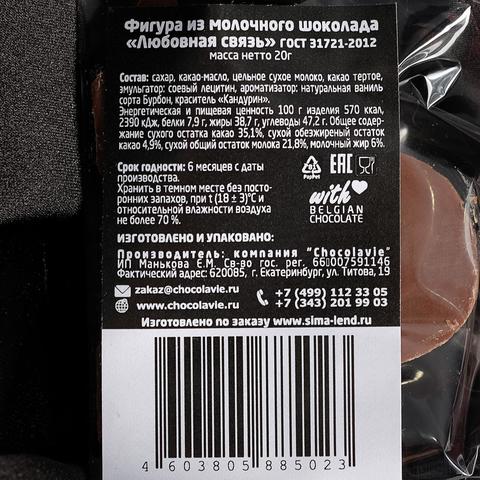 Фигура из молочного шоколада
«Любовная связь» ГОСТ 31721-2012
масса нетто 20г
Состав: сахар, какао-масло, цельное сухое молоко, какао тертое,
эмульгатор: соевый лецитин, ароматизатор: натуральная ваниль
сорта Бурбон, краситель «Кандурин».
Энергетическая и пищевая ценность 100 г изделия 570 ккал,
2390 кДж, белки 7,9 г, жиры 38,7 г, углеводы 47,2 г. Общее содер-
жание сухого остатка какао 35,1%, сухой обезжиреный остаток
какао 4,9%, сухой общий остаток молока 21,8%, молочный жир 6%.
Срок годности: 6 месяцев с даты
производства.
Хранить в темном месте без посто-
ронних запахов, при t (18 ± 3)°C и
относительной влажности воздуха
не более 70 %.
PapPet
EAC
with
BELGIAN
CHOCOLATE
ИЗГОТОВЛЕНО И УПАКОВАНО:
Производитель: компания "Chocolavie"
ИП Манькова Е.М. Св-во гос. рег. 66 007591146
Фактический адрес: 620085, г. Екатеринбург, ул. Титова, 19
zakaz@chocolavie.ru
www.chocolavie.ru
+7 (499) 112 33 05
+7 (343) 201 99 03
Изготовлено по заказу www.sima-lend.ru
4 603805 885023